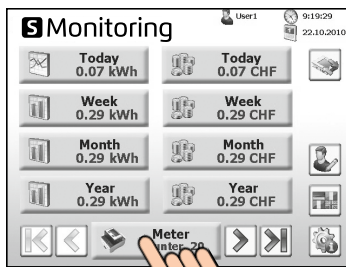 S Monitoring
User1
9:19:29
22.10.2010
Today
0.07 kWh
Today
0.07 CHF
Week
0.29 kWh
Week
0.29 CHF
Month
0.29 kWh
Month
0.29 CHF
Year
0.29 kWh
Year
0.29 CHF
Meter
20